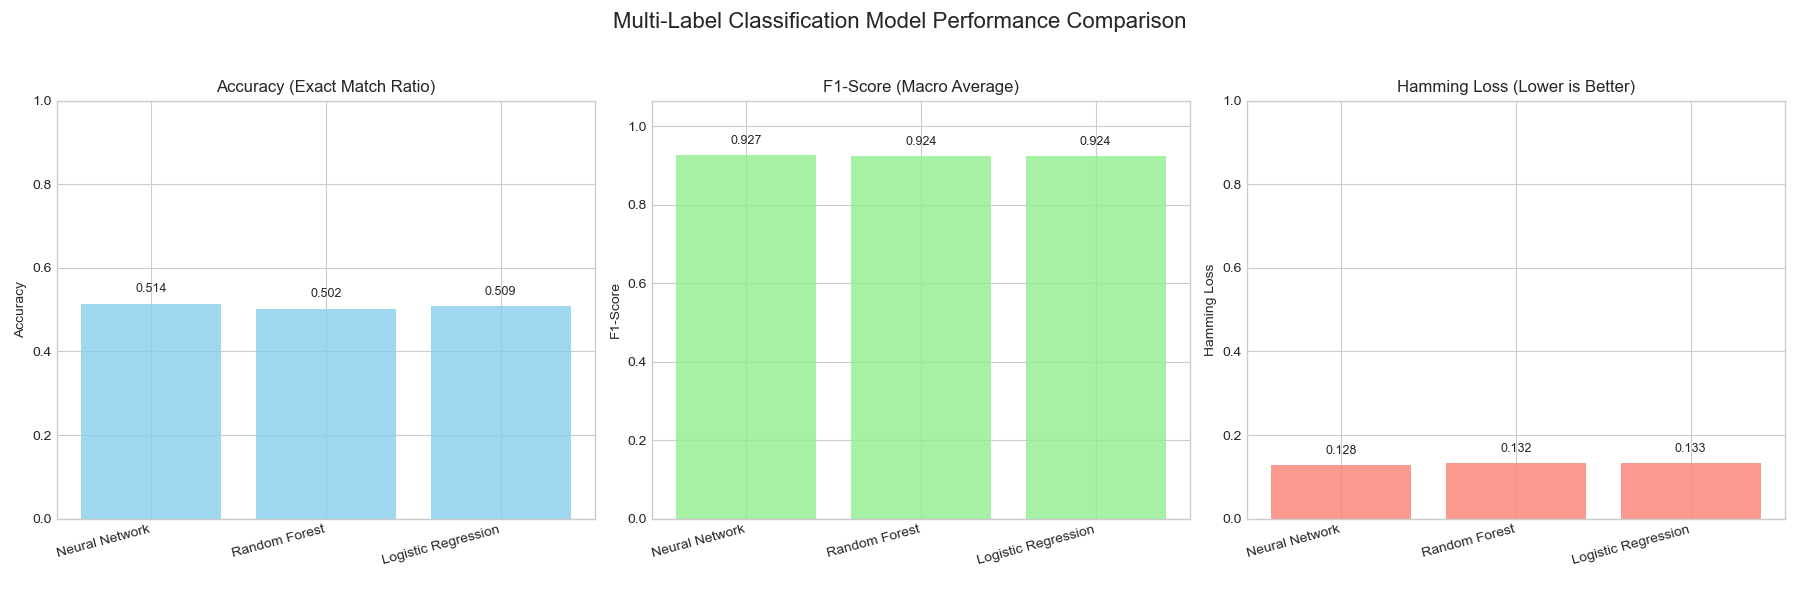 Multi-Label Classification Model Performance Comparison
Accuracy (Exact Match Ratio)
1.0
0.8
0.6
0.4
0.2
0.0
Accuracy
0.514
0.502
0.509
Neural Network
Random Forest
Logistic Regression
F1-Score (Macro Average)
1.0
0.8
0.6
0.4
0.2
0.0
F1-Score
0.927
0.924
0.924
Neural Network
Random Forest
Logistic Regression
Hamming Loss (Lower is Better)
1.0
0.8
0.6
0.4
0.2
0.0
Hamming Loss
0.128
0.132
0.133
Neural Network
Random Forest
Logistic Regression